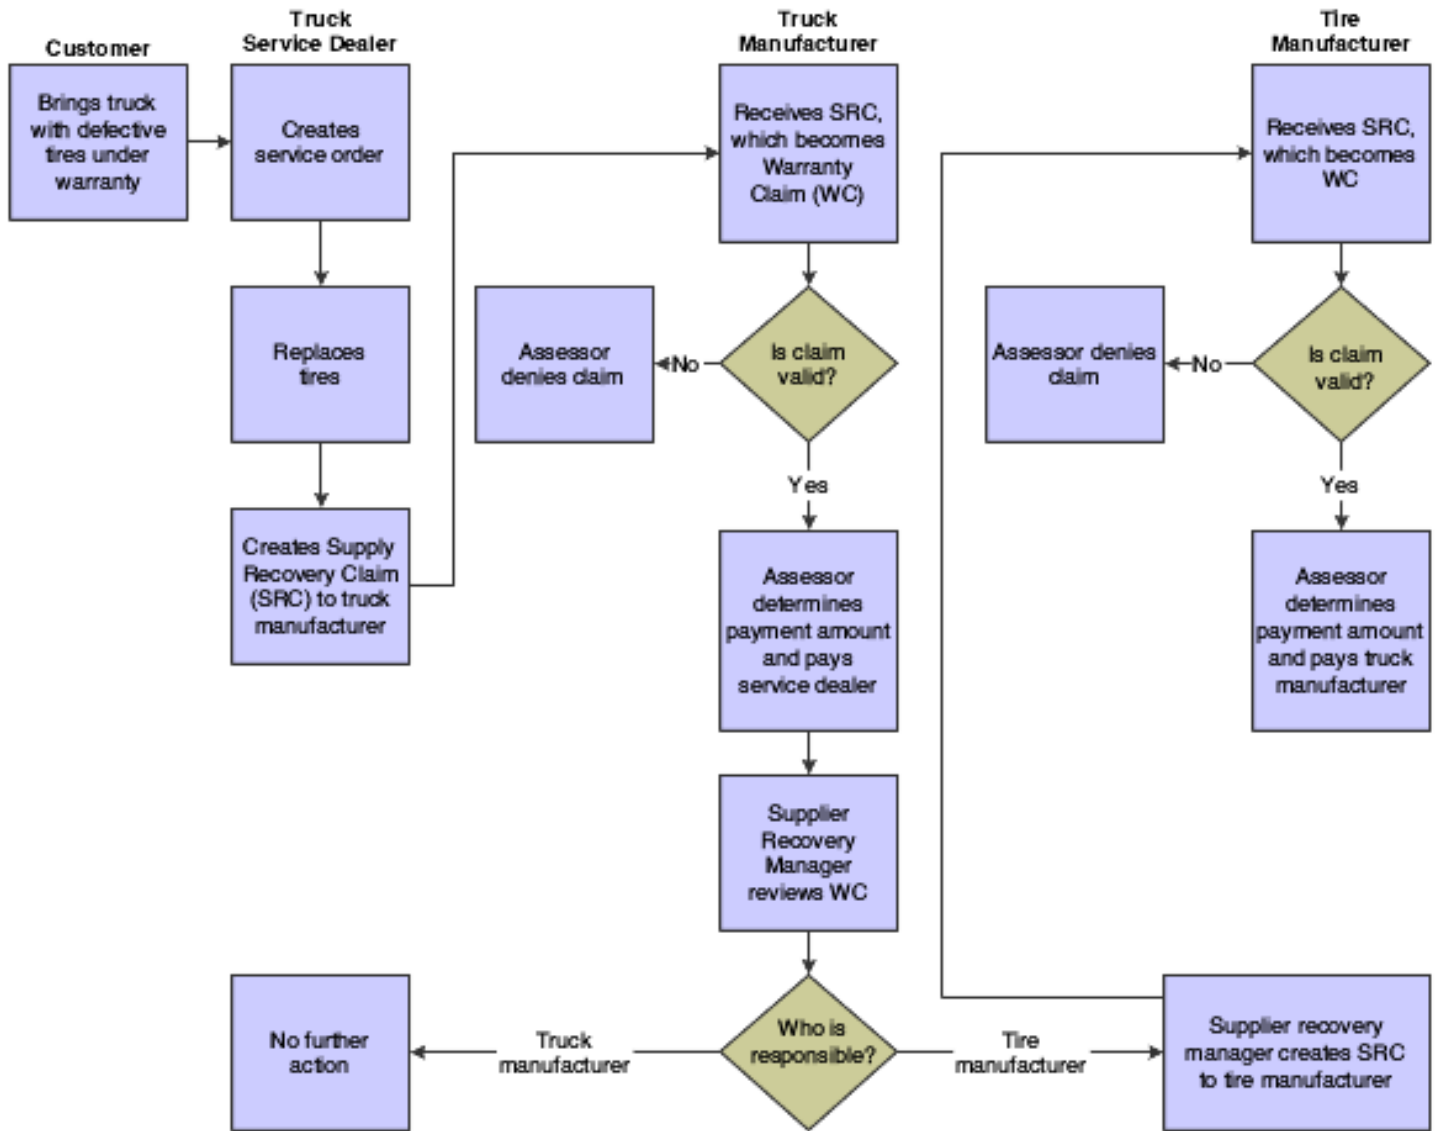 Customer
Truck
Service Dealer
Truck
Manufacturer
Tire
Manufacturer
Brings truck
with defective
tires under
warranty
Creates
service order
Receives SRC,
which becomes
Warranty
Claim (WC)
Receives SRC,
which becomes
WC
Replaces
tires
Assessor
denies claim
No
Is claim
valid?
Assessor denies
claim
No
Is claim
valid?
Yes
Yes
Creates Supply
Recovery Claim
(SRC) to truck
manufacturer
Assessor
determines
payment amount
and pays
service dealer
Assessor
determines
payment amount
and pays truck
manufacturer
Supplier
Recovery
Manager
reviews WC
No further
action
Truck
manufacturer
Who is
responsible?
Tire
manufacturer
Supplier recovery
manager creates SRC
to tire manufacturer